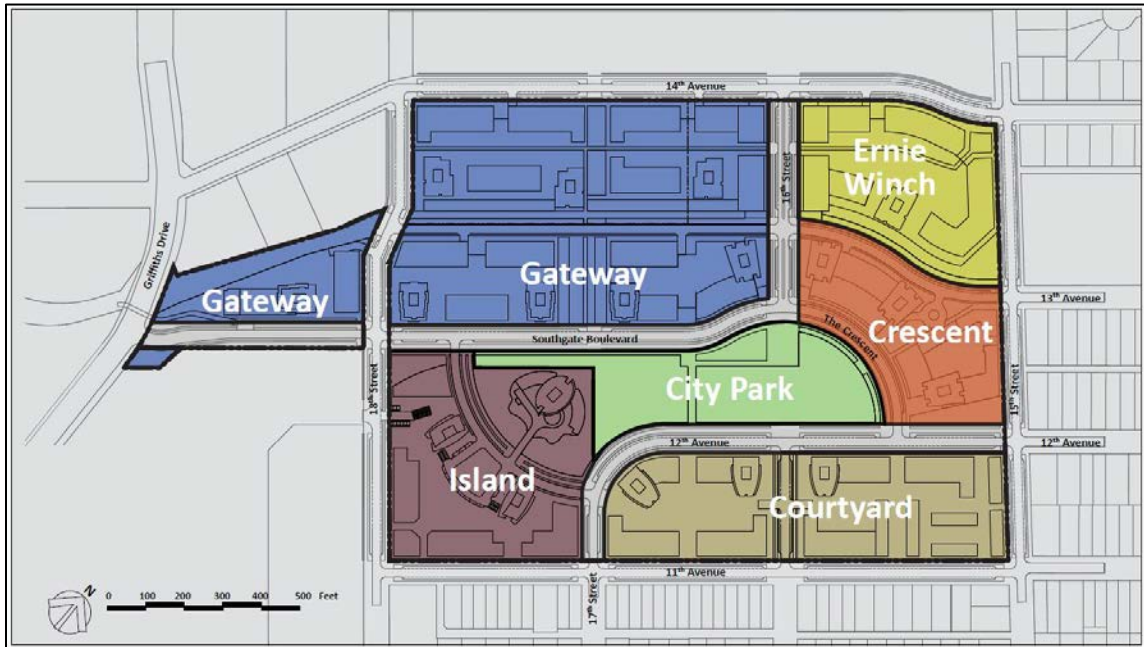 14th Avenue
Ernie
Winch
16th Street
Griffiths Drive
Gateway
Gateway
13th Avenue
Crescent
The Crescent
Southgate Boulevard
City Park
18th Street
15th Street
12th Avenue
12th Avenue
Island
Courtyard
11th Avenue
17th Street
N
0 100 200 300 400 500 Feet